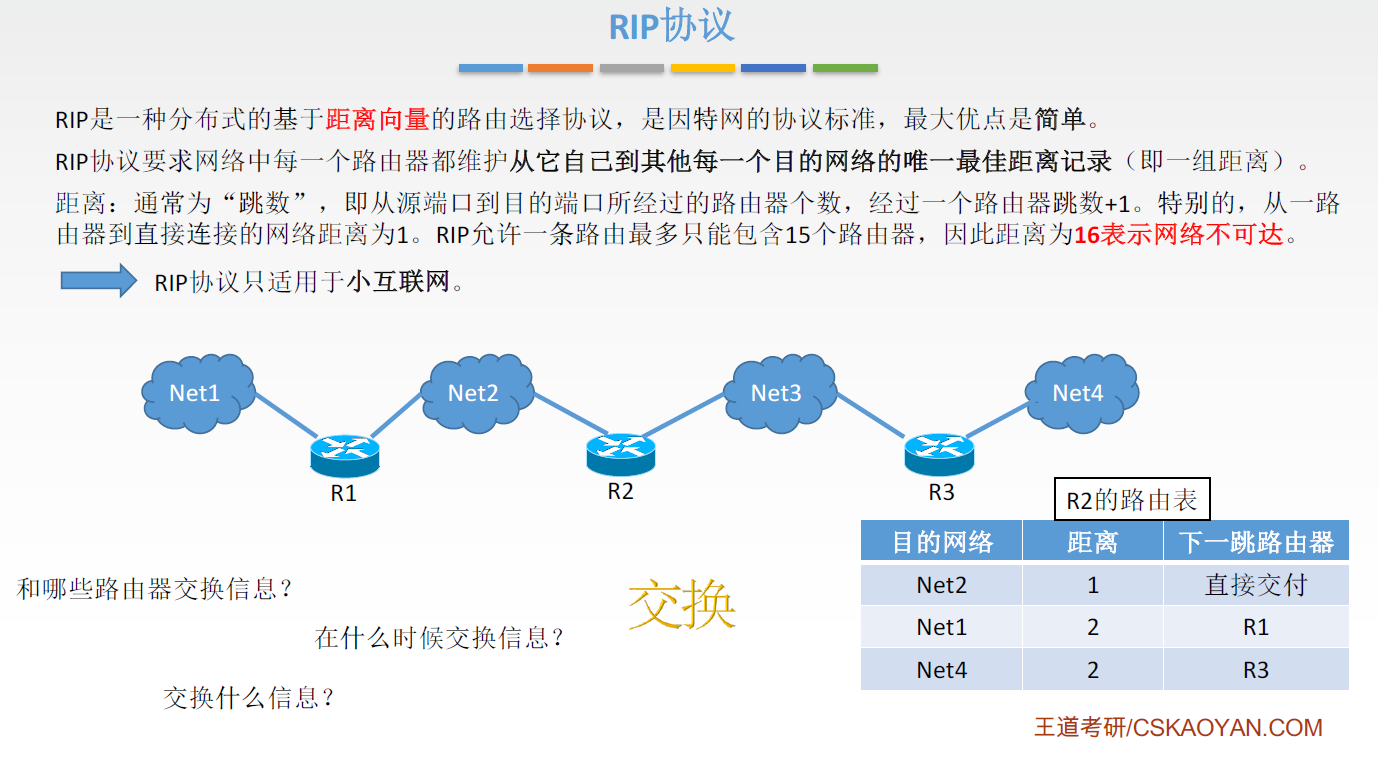 RIP协议
RIP是一种分布式的基于距离向量的路由选择协议，是因特网的协议标准，最大优点是简单。
RIP协议要求网络中每一个路由器都维护从它自己到其他每一个目的网络的唯一最佳距离记录（即一组距离）。
距离：通常为“跳数”，即从源端口到目的端口所经过的路由器个数，经过一个路由器跳数+1。特别的，从一路
由器到直接连接的网络距离为1。RIP允许一条路由最多只能包含15个路由器，因此距离为16表示网络不可达。
RIP协议只适用于小互联网。
Net1 Net2 Net3 Net4
R1 R2 R3
R2的路由表
目的网络 距离 下一跳路由器
Net2 1 直接交付
Net1 2 R1
Net4 2 R3
和哪些路由器交换信息？
交换
在什么时候交换信息？
交换什么信息？
王道考研/CSKAOYAN.COM